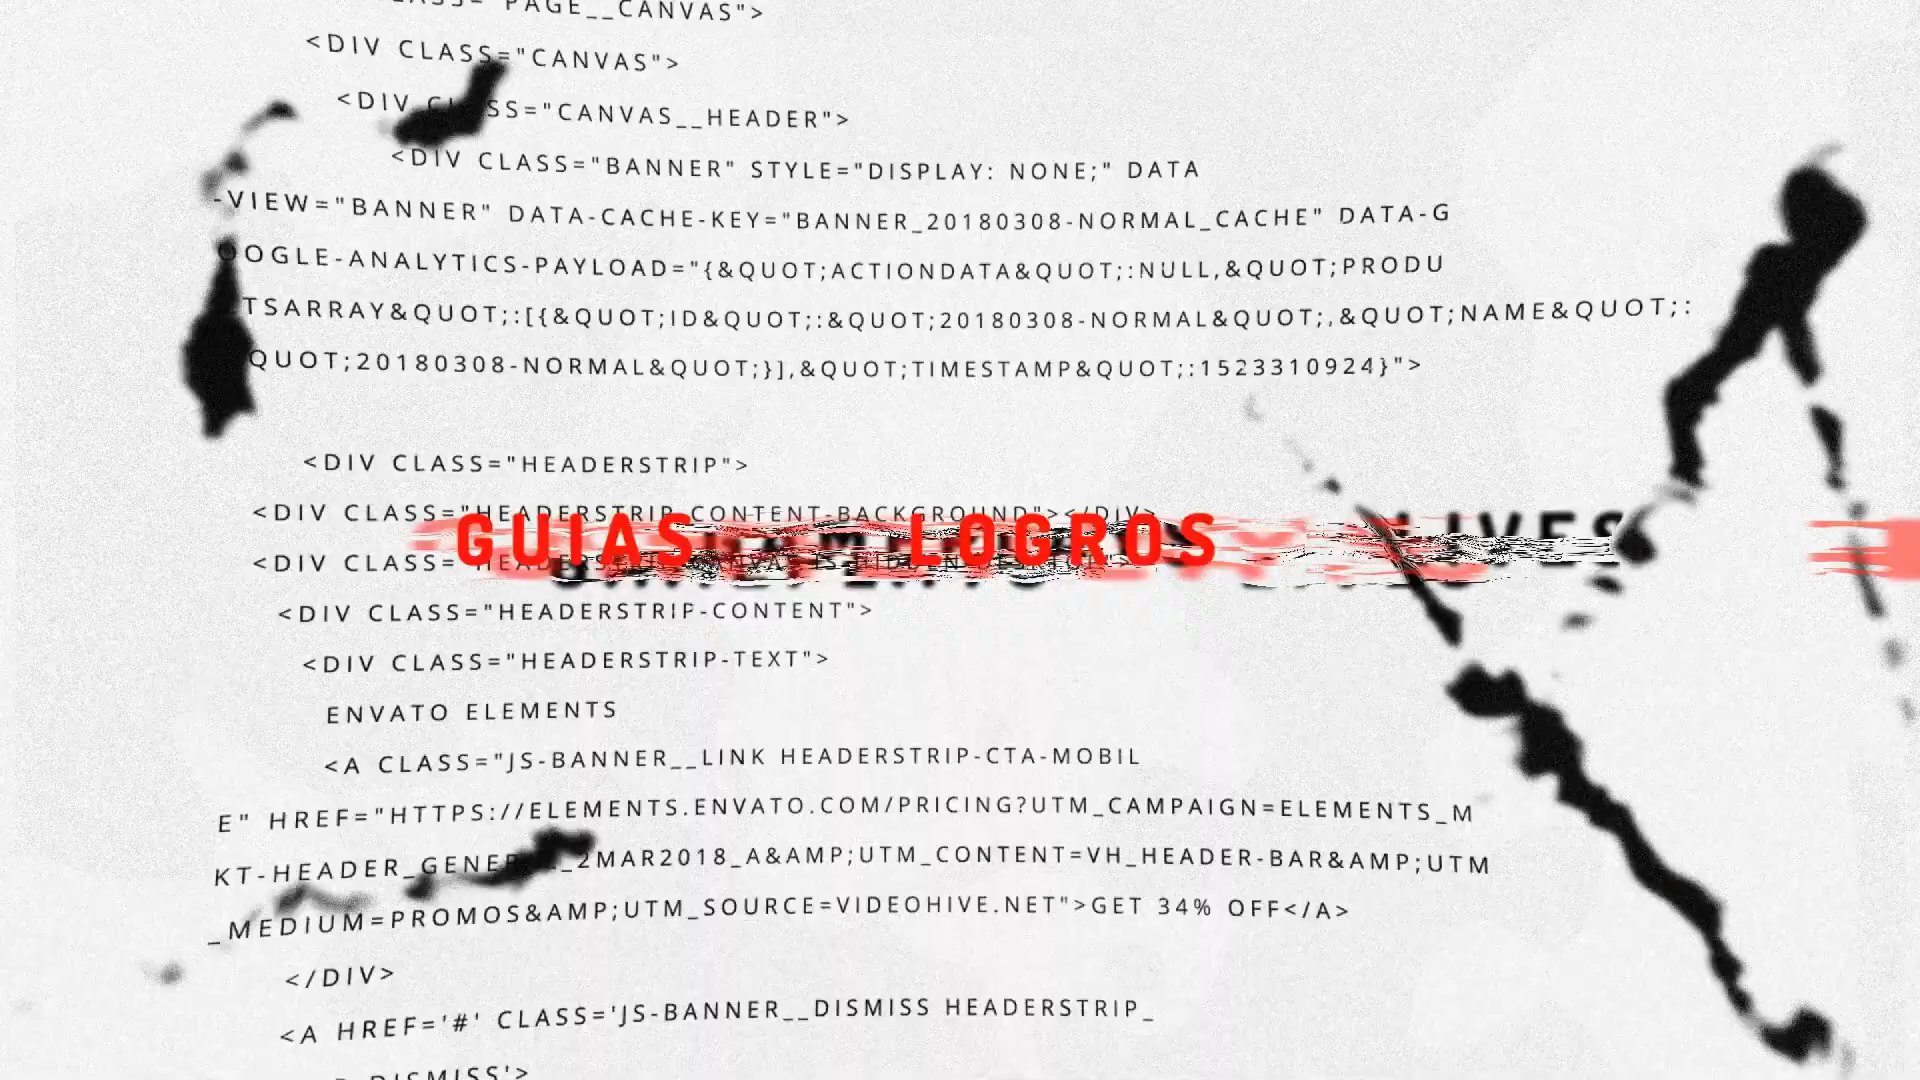 PAGE__CANVAS">
<DIV CLASS="CANVAS">
<DIV CLASS="CANVAS__HEADER">
<DIV CLASS="BANNER" STYLE="DISPLAY: NONE;" DATA
-VIEW="BANNER" DATA-CACHE-KEY="BANNER_20180308-NORMAL_CACHE" DATA-G
OOGLE-ANALYTICS-PAYLOAD="{&QUOT;ACTIONDATA&QUOT;:NULL,&QUOT;PRODU
TSARRAY&QUOT;:[{&QUOT;ID&QUOT;:&QUOT;20180308-NORMAL&QUOT;,&QUOT;NAME&QUOT;:
QUOT;20180308-NORMAL&QUOT;}],&QUOT;TIMESTAMP&QUOT;:1523310924}">
<DIV CLASS="HEADERSTRIP">
<DIV CLASS="HEADERSTRIP_CONTENT-BACKGROUND"></DIV>
GUIAS LOGROS
<DIV CLASS=
<DIV CLASS="HEADERSTRIP-CONTENT">
<DIV CLASS="HEADERSTRIP-TEXT">
ENVATO ELEMENTS
<A CLASS="JS-BANNER__LINK HEADERSTRIP-CTA-MOBIL
E" HREF="HTTPS://ELEMENTS.ENVATO.COM/PRICING?UTM_CAMPAIGN=ELEMENTS_M
KT-HEADER_GENE _2MAR2018_A&AMP;UTM_CONTENT=VH_HEADER-BAR&AMP;UTM
_MEDIUM=PROMOS&AMP;UTM_SOURCE=VIDEOHIVE.NET">GET 34% OFF</A>
</DIV>
<A HREF='#' CLASS='JS-BANNER__DISMISS HEADERSTRIP_
DISMISS'>